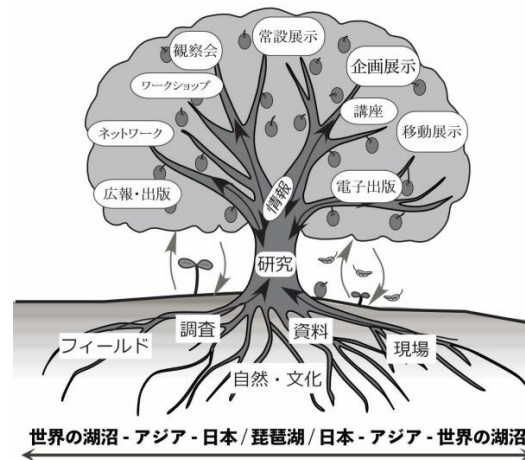 常設展示
観察会
企画展示
ワークショップ
講座
ネットワーク
移動展示
広報・出版
情報
電子出版
研究
調査
資料
フィールド
現場
自然・文化
世界の湖沼 - アジア - 日本 / 琵琶湖 / 日本 - アジア - 世界の湖沼